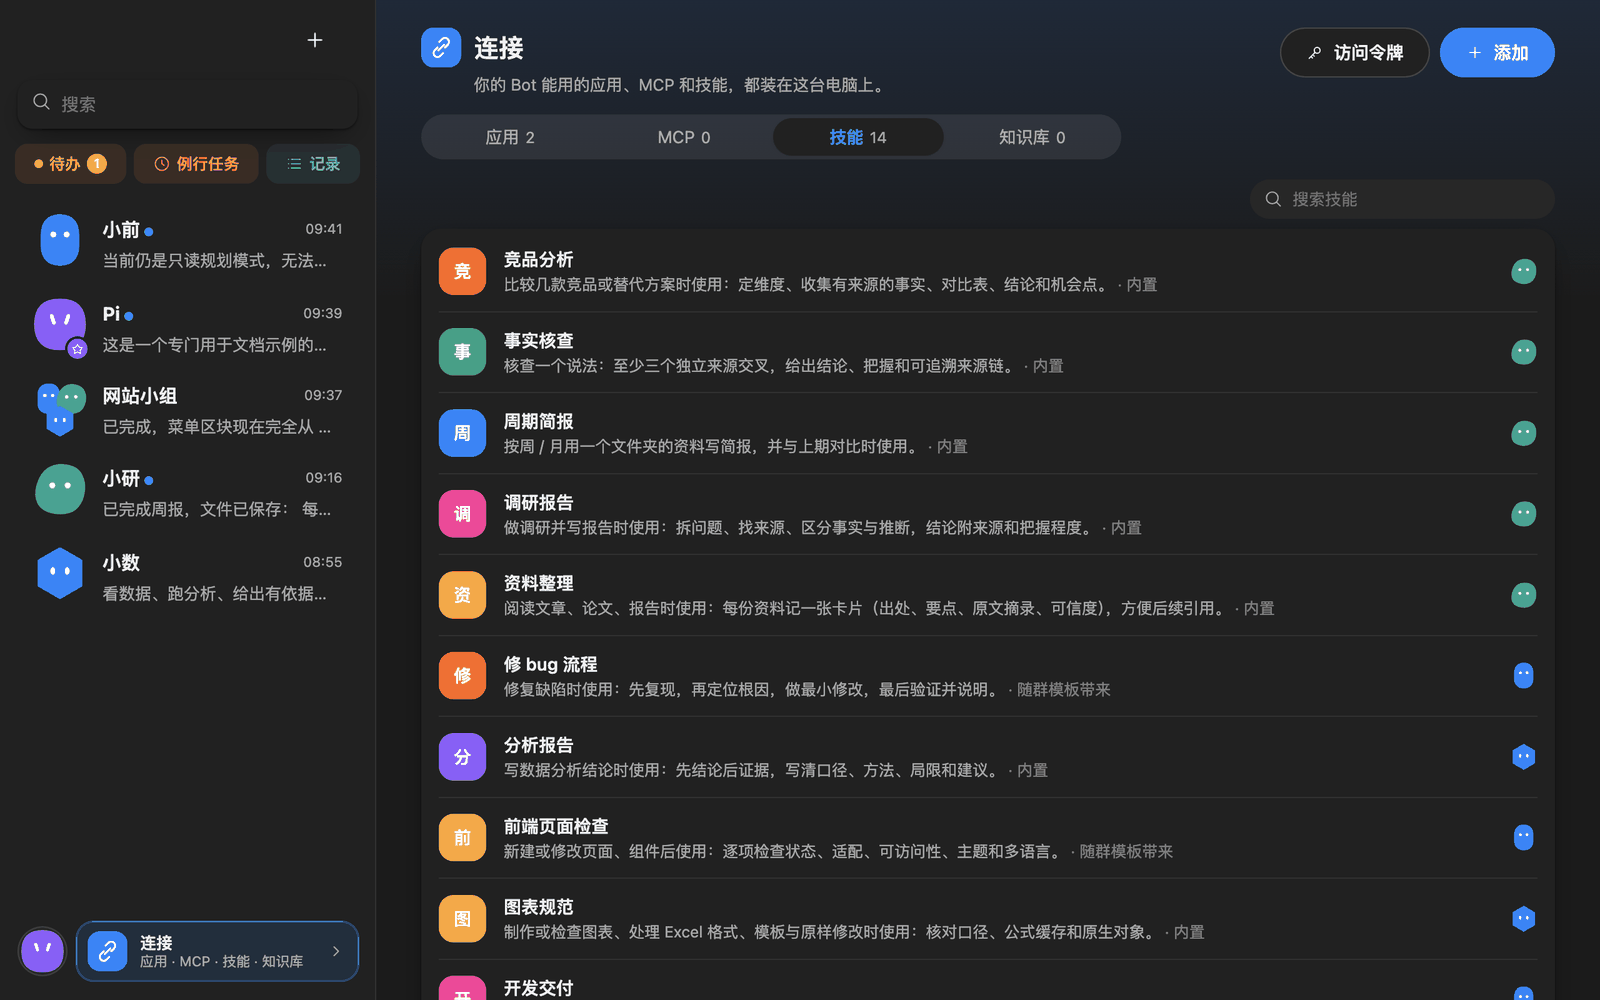 搜索
待办 1
例行任务
记录
小前 09:41
当前仍是只读规划模式，无法...
Pi 09:39
这是一个专门用于文档示例的...
网站小组 09:37
已完成，菜单区块现在完全从 ...
小研 09:16
已完成周报，文件已保存： 每...
小数 08:55
看数据、跑分析、给出有依据...
连接
应用 · MCP · 技能 · 知识库
连接
你的 Bot 能用的应用、MCP 和技能，都装在这台电脑上。
访问令牌
添加
应用 2
MCP 0
技能 14
知识库 0
搜索技能
竞
竞品分析
比较几款竞品或替代方案时使用：定维度、收集有来源的事实、对比表、结论和机会点。 · 内置
事
事实核查
核查一个说法：至少三个独立来源交叉，给出结论、把握和可追溯来源链。 · 内置
周
周期简报
按周 / 月用一个文件夹的资料写简报，并与上期对比时使用。 · 内置
调
调研报告
做调研并写报告时使用：拆问题、找来源、区分事实与推断，结论附来源和把握程度。 · 内置
资
资料整理
阅读文章、论文、报告时使用：每份资料记一张卡片（出处、要点、原文摘录、可信度），方便后续引用。 · 内置
修
修 bug 流程
修复缺陷时使用：先复现，再定位根因，做最小修改，最后验证并说明。 · 随群模板带来
分
分析报告
写数据分析结论时使用：先结论后证据，写清口径、方法、局限和建议。 · 内置
前
前端页面检查
新建或修改页面、组件后使用：逐项检查状态、适配、可访问性、主题和多语言。 · 随群模板带来
图
图表规范
制作或检查图表、处理 Excel 格式、模板与原样修改时使用：核对口径、公式缓存和原生对象。 · 内置
开
开发交付